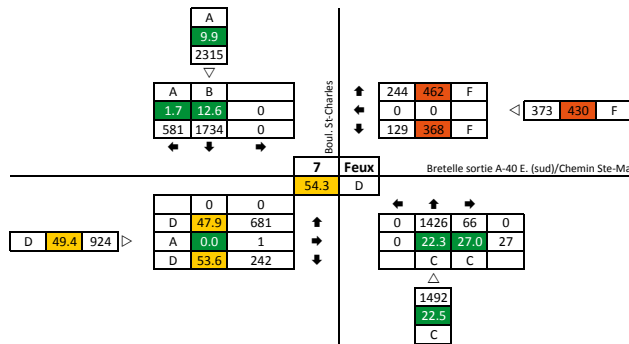 A
9.9
2315
▽
A B
1.7 12.6 0
581 1734 0
← ↓ →
Boul. St-Charles
↑ 244 462 F
← 0 0
↓ 129 368 F
◁ 373 430 F
7 Feux
54.3 D
Bretelle sortie A-40 E. (sud)/Chemin Ste-Ma
D 49.4 924 ▷
0 0
D 47.9 681 ↑
A 0.0 1 →
D 53.6 242 ↓
← ↑ →
0 1426 66 0
0 22.3 27.0 27
C C
△
1492
22.5
C